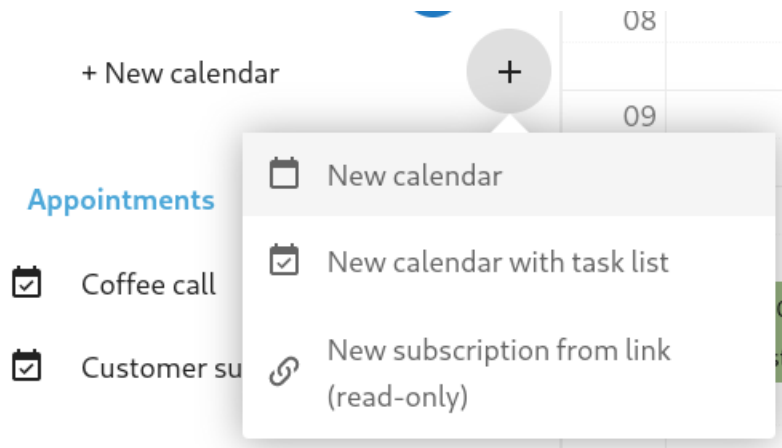 08
+ New calendar
+
09
New calendar
Appointments
New calendar with task list
Coffee call
New subscription from link
(read-only)
Customer su